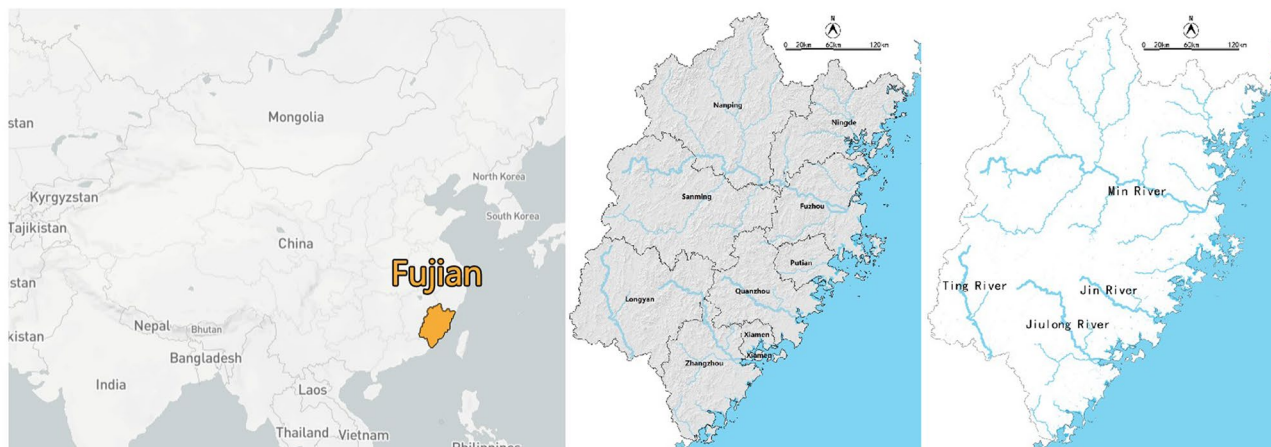 Mongolia
stan
Kyrgyzstan
Tajikistan
North Korea
South Korea
China
Fujian
stan
kistan
Nepal
Bhutan
Bangladesh
India
Laos
Thailand
Vietnam
Philippines
N
0 20km 60km 120km
Nanping
Ningde
Sanming
Fuzhou
Putian
Longyan
Quanzhou
Xiamen
Xiamen
Zhangzhou
N
0 20km 60km 120km
Min River
Ting River
Jin River
Jiulong River